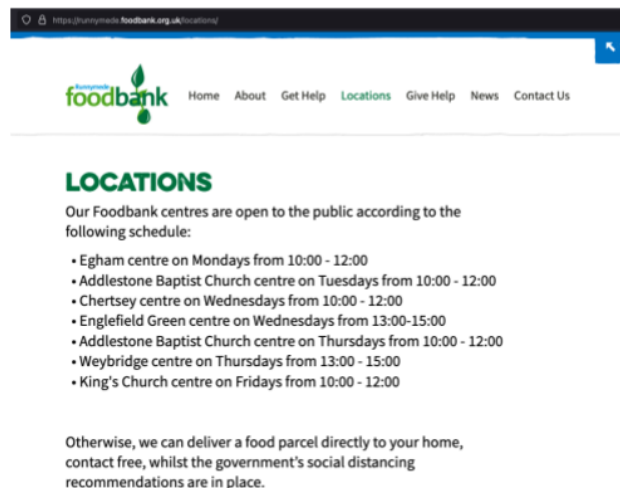 https://runnymede.foodbank.org.uk/locations/
Runnymede
foodbank
Home About Get Help Locations Give Help News Contact Us
LOCATIONS
Our Foodbank centres are open to the public according to the
following schedule:
• Egham centre on Mondays from 10:00 - 12:00
• Addlestone Baptist Church centre on Tuesdays from 10:00 - 12:00
• Chertsey centre on Wednesdays from 10:00 - 12:00
• Englefield Green centre on Wednesdays from 13:00-15:00
• Addlestone Baptist Church centre on Thursdays from 10:00 - 12:00
• Weybridge centre on Thursdays from 13:00 - 15:00
• King's Church centre on Fridays from 10:00 - 12:00
Otherwise, we can deliver a food parcel directly to your home,
contact free, whilst the government's social distancing
recommendations are in place.